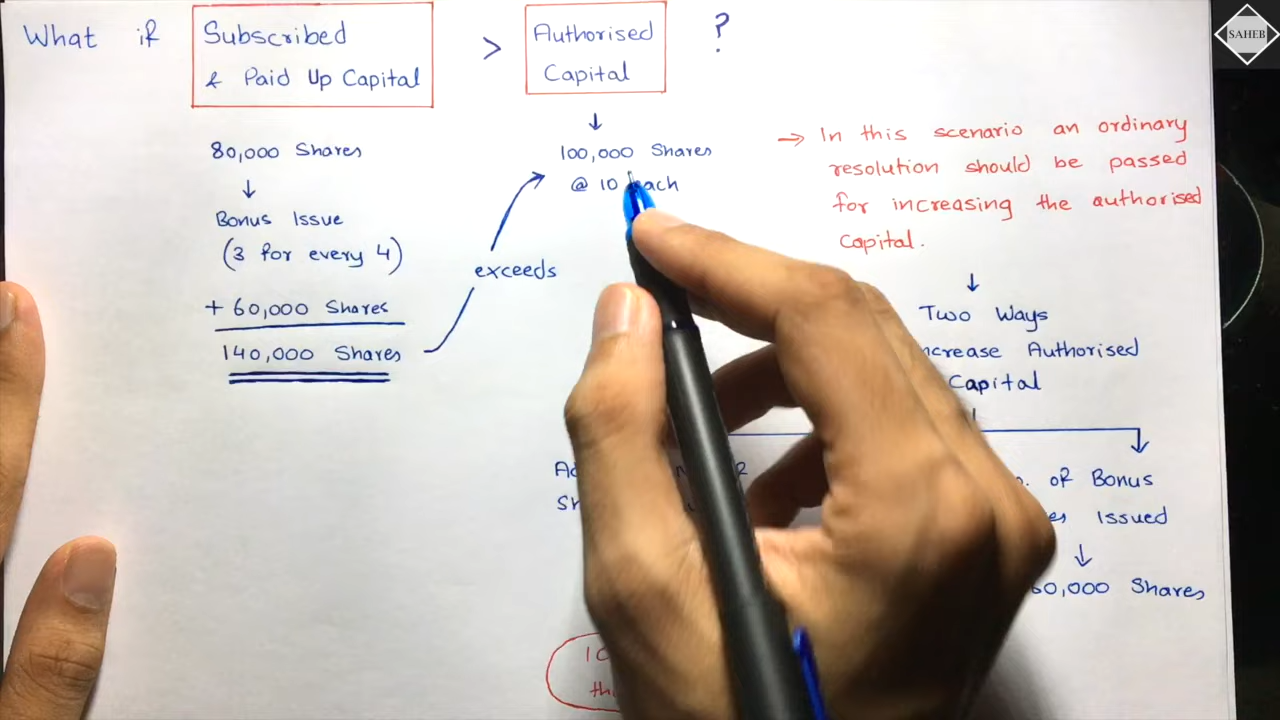 What if
Subscribed
& Paid Up Capital
>
Authorised
Capital
?
80,000 Shares
Bonus Issue
(3 for every 4)
+ 60,000 Shares
140,000 Shares
exceeds
100,000 Shares
@ 10
→ In this scenario an ordinary
resolution should be passed
for increasing the authorised
capital.
Two Ways
Authorised
Capital
of Bonus
Issued
Shares
SAHEB